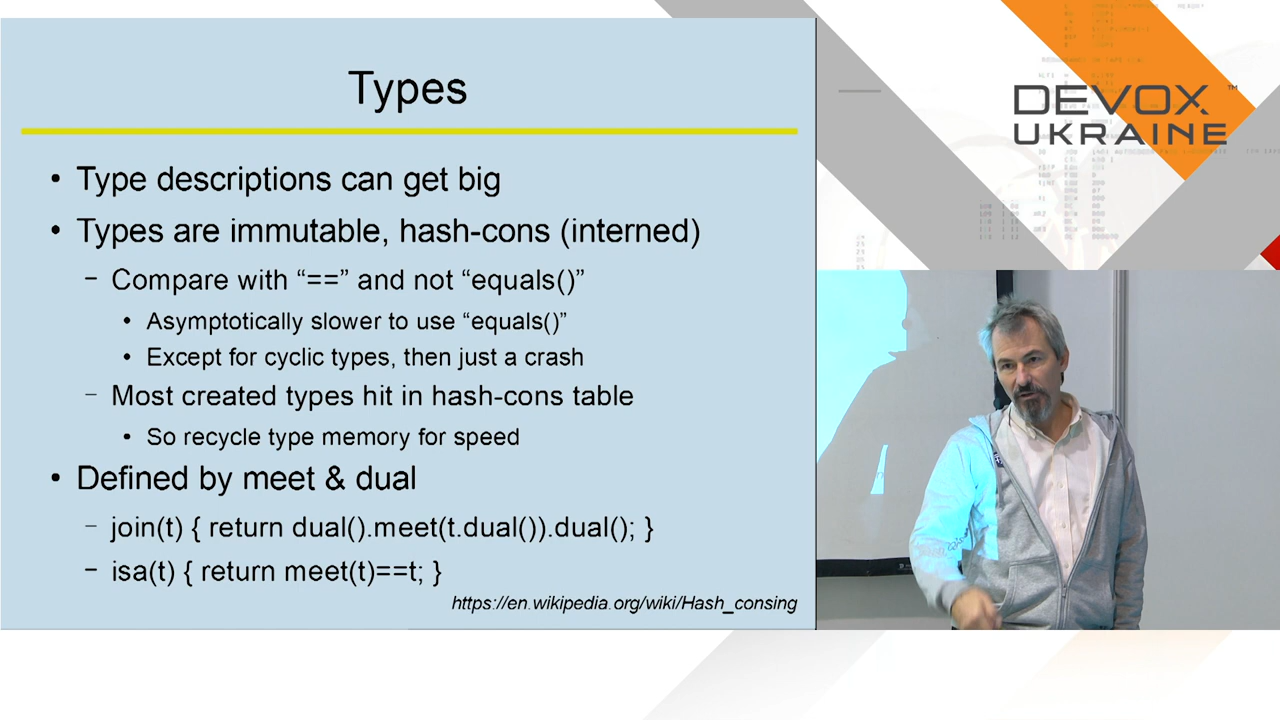 Types
• Type descriptions can get big
• Types are immutable, hash-cons (interned)
– Compare with “==” and not “equals()”
• Asymptotically slower to use “equals()”
• Except for cyclic types, then just a crash
– Most created types hit in hash-cons table
• So recycle type memory for speed
• Defined by meet & dual
– join(t) { return dual().meet(t.dual()).dual(); }
– isa(t) { return meet(t)==t; }
https://en.wikipedia.org/wiki/Hash_consing
DEVOX™
UKRAINE